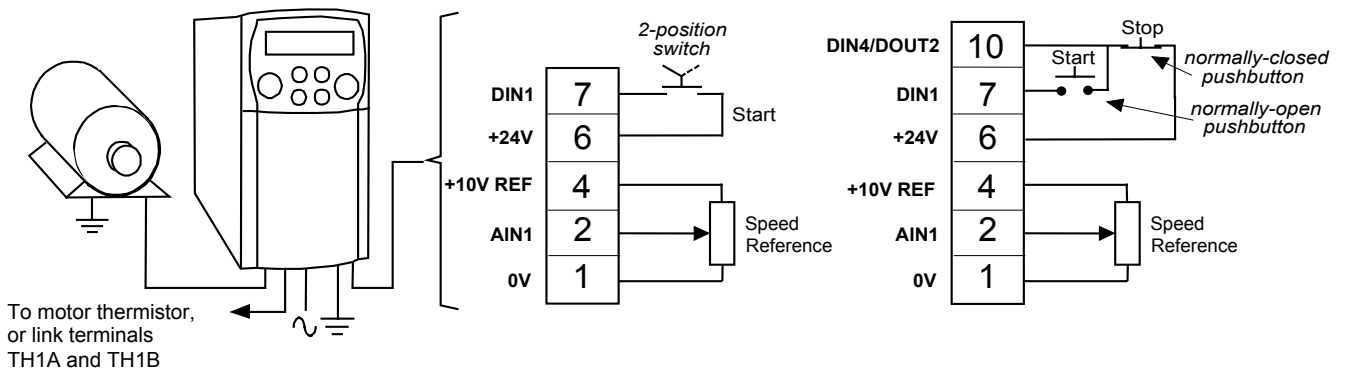 To motor thermistor,
or link terminals
TH1A and TH1B
2-position
switch
DIN1 7
Start
+24V 6
+10V REF 4
AIN1 2
Speed
Reference
0V 1
DIN4/DOUT2 10
Stop
normally-closed
pushbutton
Start
DIN1 7
normally-open
pushbutton
+24V 6
+10V REF 4
AIN1 2
Speed
Reference
0V 1